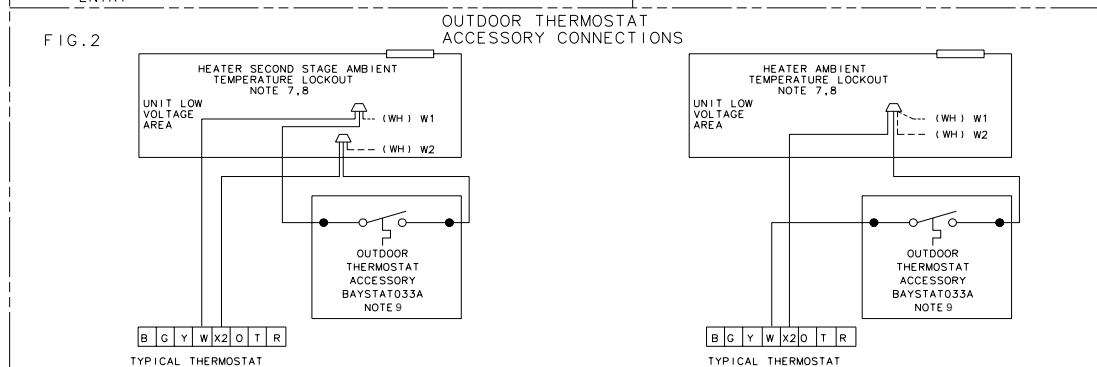 ENTRY
FIG.2
OUTDOOR THERMOSTAT
ACCESSORY CONNECTIONS
HEATER SECOND STAGE AMBIENT
TEMPERATURE LOCKOUT
NOTE 7,8
UNIT LOW
VOLTAGE
AREA
(WH) W1
(WH) W2
OUTDOOR
THERMOSTAT
ACCESSORY
BAYSTAT033A
NOTE 9
B G Y W X2 O T R
TYPICAL THERMOSTAT
HEATER AMBIENT
TEMPERATURE LOCKOUT
NOTE 7,8
UNIT LOW
VOLTAGE
AREA
(WH) W1
(WH) W2
OUTDOOR
THERMOSTAT
ACCESSORY
BAYSTAT033A
NOTE 9
B G Y W X2 O T R
TYPICAL THERMOSTAT